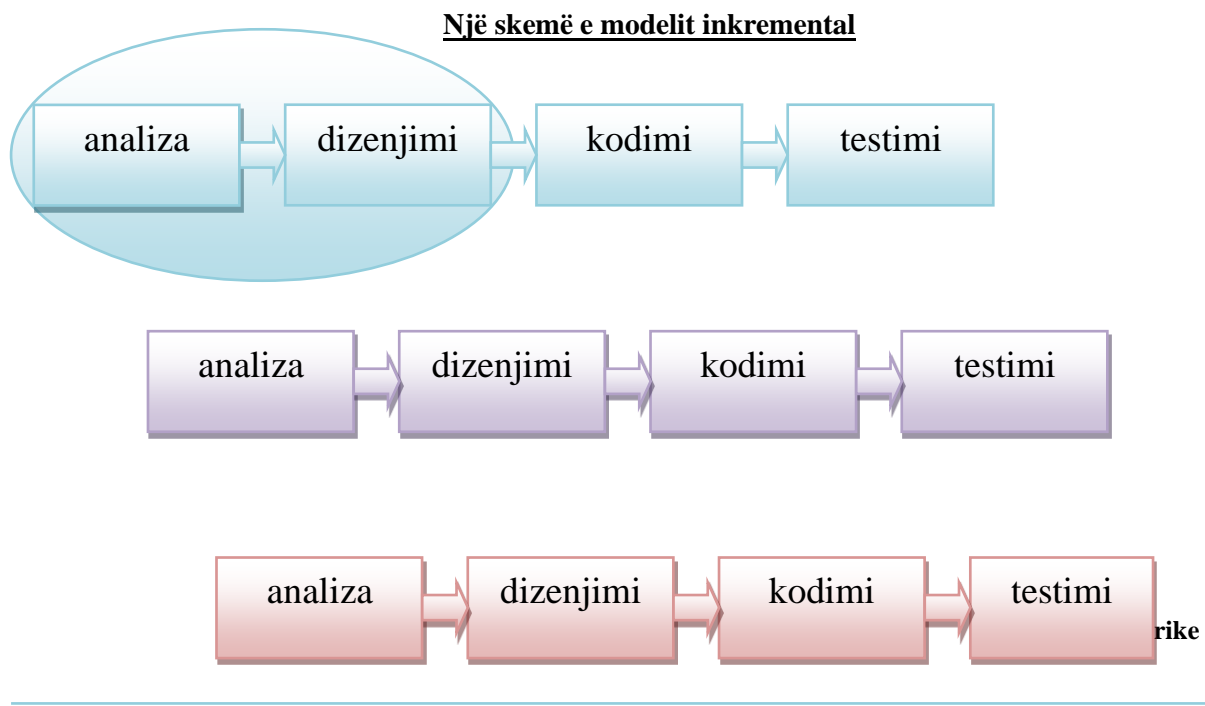 Një skemë e modelit inkremental
analiza dizenjimi kodimi testimi
analiza dizenjimi kodimi testimi
analiza dizenjimi kodimi testimi
rike